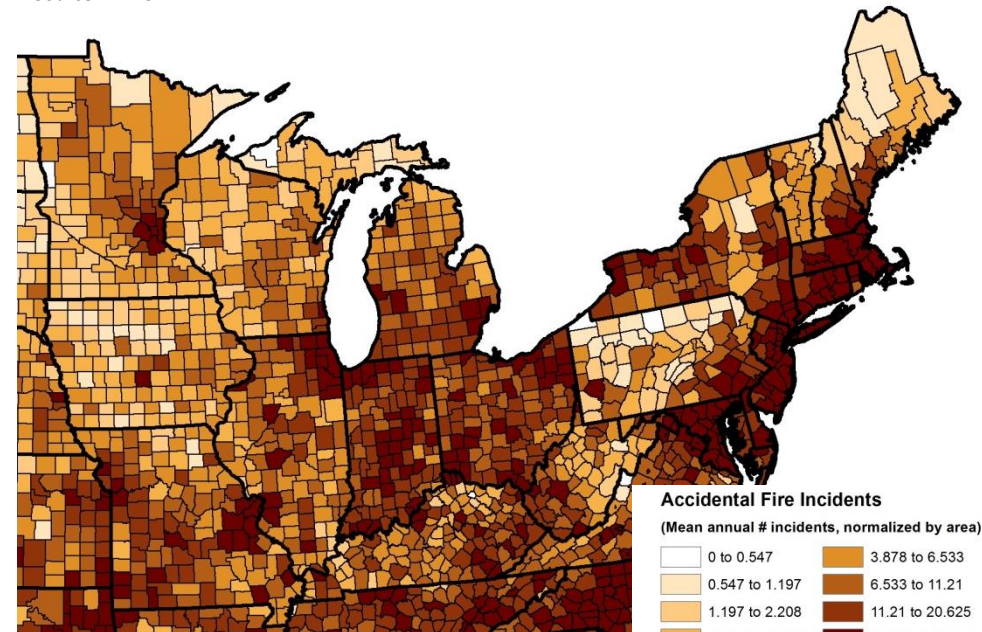 Accidental Fire Incidents
(Mean annual # incidents, normalized by area)
0 to 0.547
3.878 to 6.533
0.547 to 1.197
6.533 to 11.21
1.197 to 2.208
11.21 to 20.625